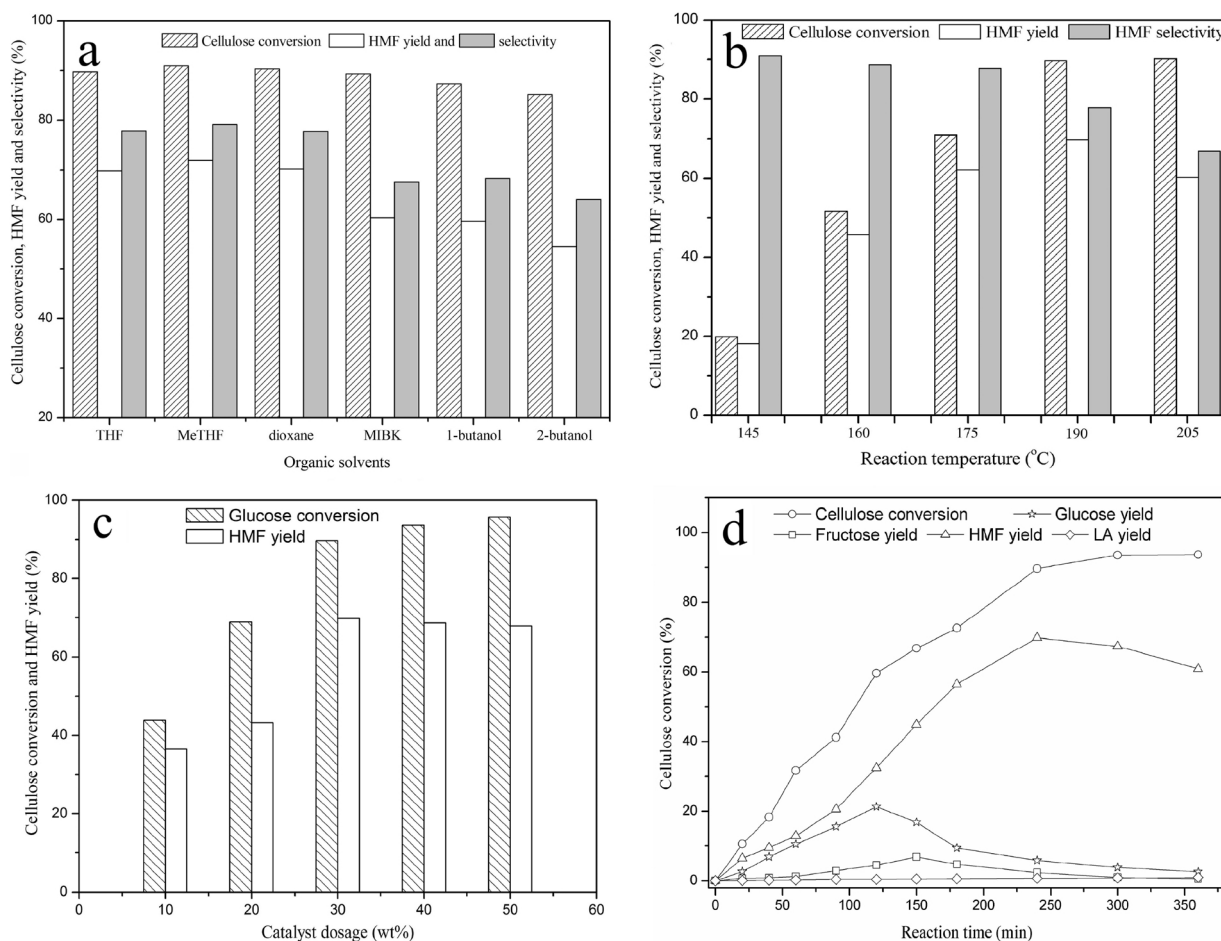 a
Cellulose conversion HMF yield and selectivity
Cellulose conversion, HMF yield and selectivity (%)
100
80
60
40
20
THF MeTHF dioxane MIBK 1-butanol 2-butanol
Organic solvents
b
Cellulose conversion HMF yield HMF selectivity
Cellulose conversion, HMF yield and selectivity (%)
100
80
60
40
20
0
145 160 175 190 205
Reaction temperature (°C)
c
Glucose conversion
HMF yield
Cellulose conversion and HMF yield (%)
100
80
60
40
20
0
10 20 30 40 50 60
Catalyst dosage (wt%)
d
Cellulose conversion Glucose yield
Fructose yield HMF yield LA yield
Cellulose conversion (%)
100
80
60
40
20
0
0 50 100 150 200 250 300 350
Reaction time (min)